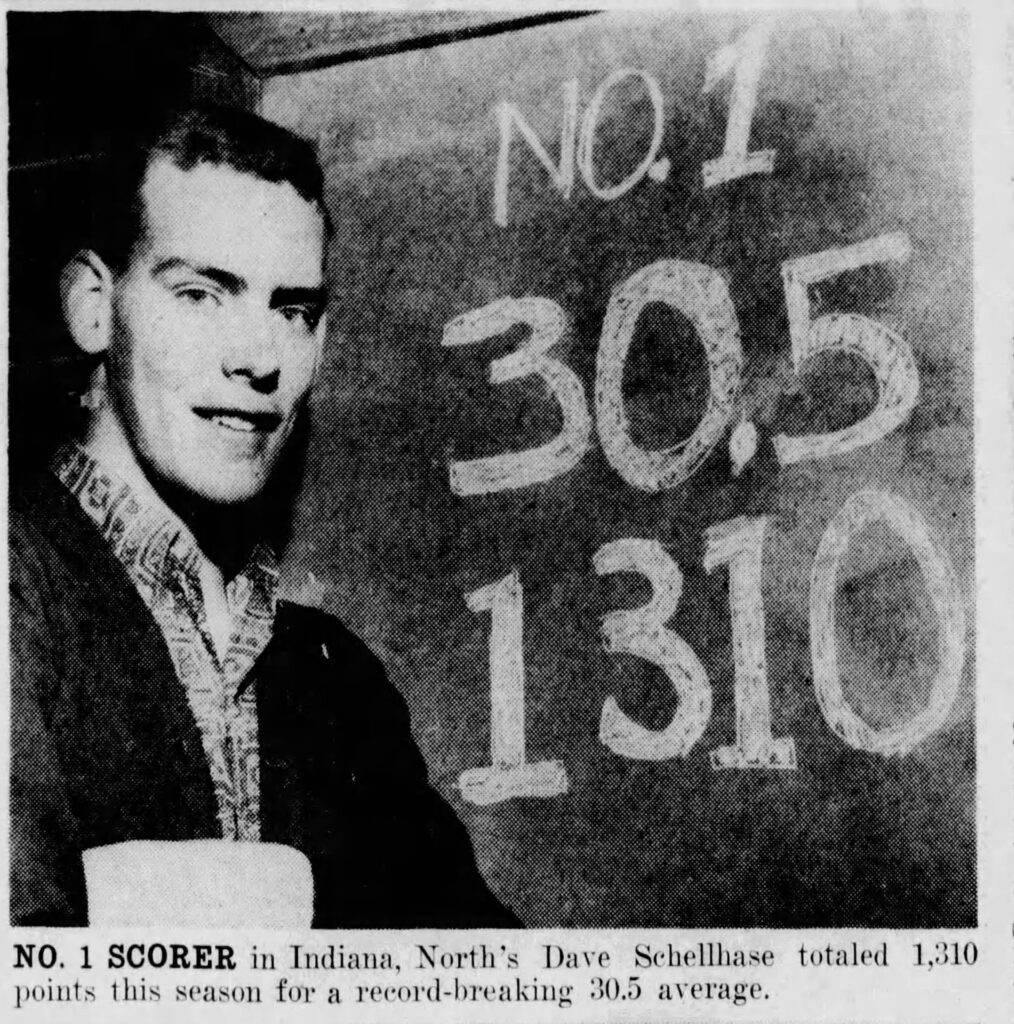 NO. 1
30.5
1310
NO. 1 SCORER in Indiana, North's Dave Schellhase totaled 1,310
points this season for a record-breaking 30.5 average.